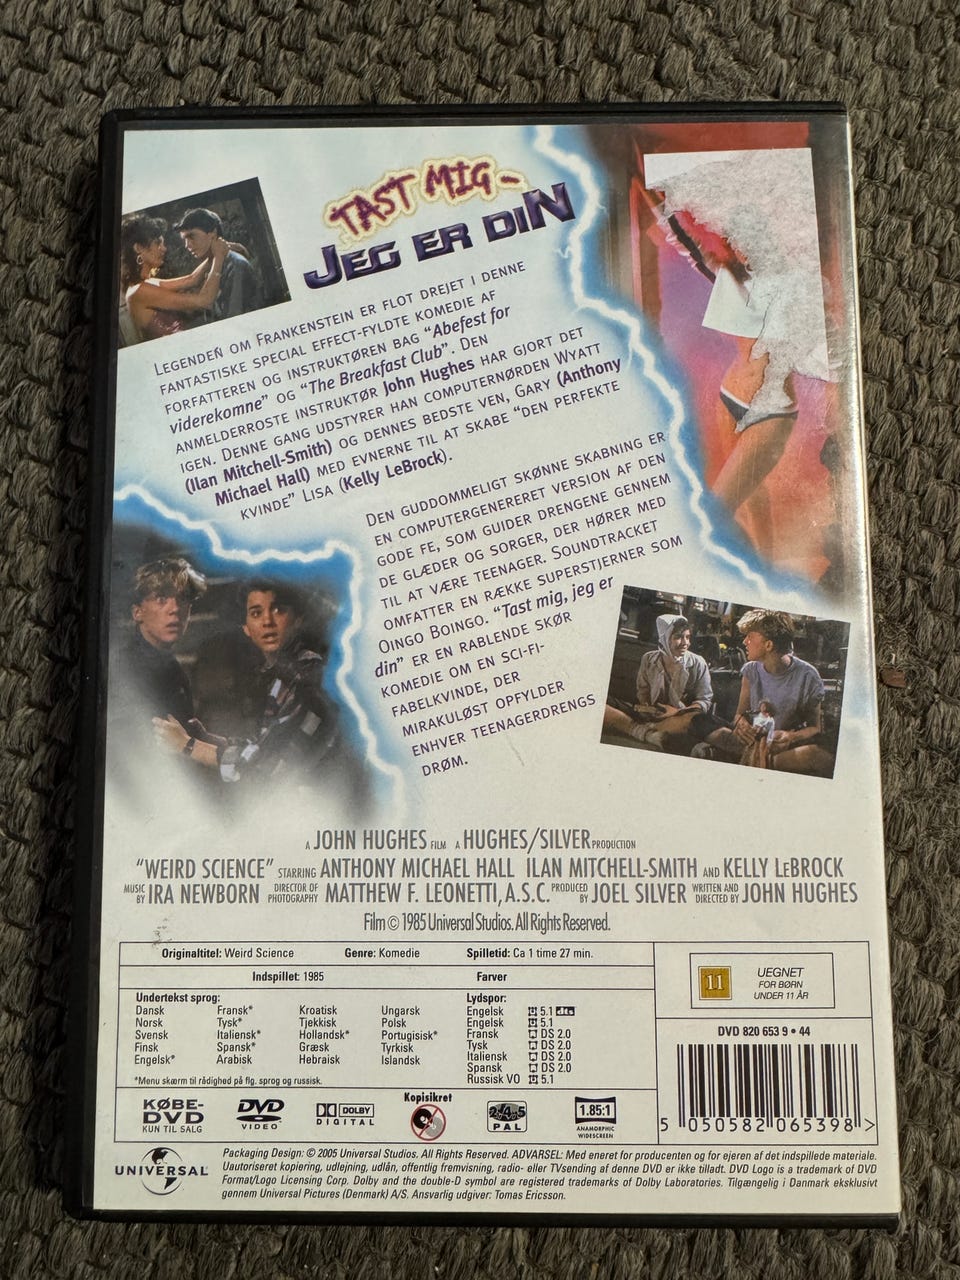 TAST MIG -
JEG ER DIN
LEGENDEN OM FRANKENSTEIN ER FLOT DREJET I DENNE
FANTASTISKE SPECIAL EFFECT-FYLDTE KOMEDIE AF
FORFATTEREN OG INSTRUKTØREN BAG "Abefest for
viderekomne" OG "The Breakfast Club". DEN
ANMELDERROSTE INSTRUKTØR John Hughes HAR GJORT DET
IGEN. DENNE GANG UDSTYRER HAN COMPUTERNØRDEN WYATT
(Ilan Mitchell-Smith) OG DENNES BEDSTE VEN, GARY (Anthony
Michael Hall) MED EVNERNE TIL AT SKABE "DEN PERFEKTE
KVINDE" LISA (Kelly LeBrock).
DEN GUDDOMMELIGT SKØNNE SKABNING ER
EN COMPUTERGENERERET VERSION AF DEN
GODE FE, SOM GUIDER DRENGENE GENNEM
DE GLÆDER OG SORGER, DER HØRER MED
TIL AT VÆRE TEENAGER. SOUNDTRACKET
OMFATTER EN RÆKKE SUPERSTJERNER SOM
OINGO BOINGO. "Tast mig, jeg er
din" ER EN RABLENDE SKØR
KOMEDIE OM EN SCI-FI-
FABELKVINDE, DER
MIRAKULØST OPFYLDER
ENHVER TEENAGERDRENGS
DRØM.
A JOHN HUGHES FILM A HUGHES/SILVER PRODUCTION
"WEIRD SCIENCE" STARRING ANTHONY MICHAEL HALL ILAN MITCHELL-SMITH AND KELLY LeBROCK
MUSIC BY IRA NEWBORN DIRECTOR OF PHOTOGRAPHY MATTHEW F. LEONETTI, A.S.C. PRODUCED BY JOEL SILVER WRITTEN AND DIRECTED BY JOHN HUGHES
Film © 1985 Universal Studios. All Rights Reserved.
Originaltitel: Weird Science Genre: Komedie Spilletid: Ca 1 time 27 min.
Indspillet: 1985 Farver
Undertekst sprog:
Dansk Fransk* Kroatisk Ungarsk
Norsk Tysk* Tjekkisk Polsk
Svensk Italiensk* Hollandsk* Portugisisk*
Finsk Spansk* Græsk Tyrkisk
Engelsk* Arabisk Hebraisk Islandsk
*Menu skærm til rådighed på flg. sprog og russisk.
Lydspor:
Engelsk 5.1 dts
Engelsk 5.1
Fransk DS 2.0
Tysk DS 2.0
Italiensk DS 2.0
Spansk DS 2.0
Russisk VO 5.1
11
UEGNET
FOR BØRN
UNDER 11 ÅR
DVD 820 653 9 • 44
5 050582 065398 >
KØBE-
DVD
KUN TIL SALG
DVD
VIDEO
DOLBY
DIGITAL
Kopisikret
2•4•5
PAL
1.85:1
ANAMORPHIC
WIDESCREEN
UNIVERSAL
Packaging Design: © 2005 Universal Studios. All Rights Reserved. ADVARSEL: Med eneret for producenten og for ejeren af det indspillede materiale.
Uautoriseret kopiering, udlejning, udlån, offentlig fremvisning, radio- eller TVsending af denne DVD er ikke tilladt. DVD Logo is a trademark of DVD
Format/Logo Licensing Corp. Dolby and the double-D symbol are registered trademarks of Dolby Laboratories. Tilgængelig i Danmark eksklusivt
gennem Universal Pictures (Denmark) A/S. Ansvarlig udgiver: Tomas Ericsson.